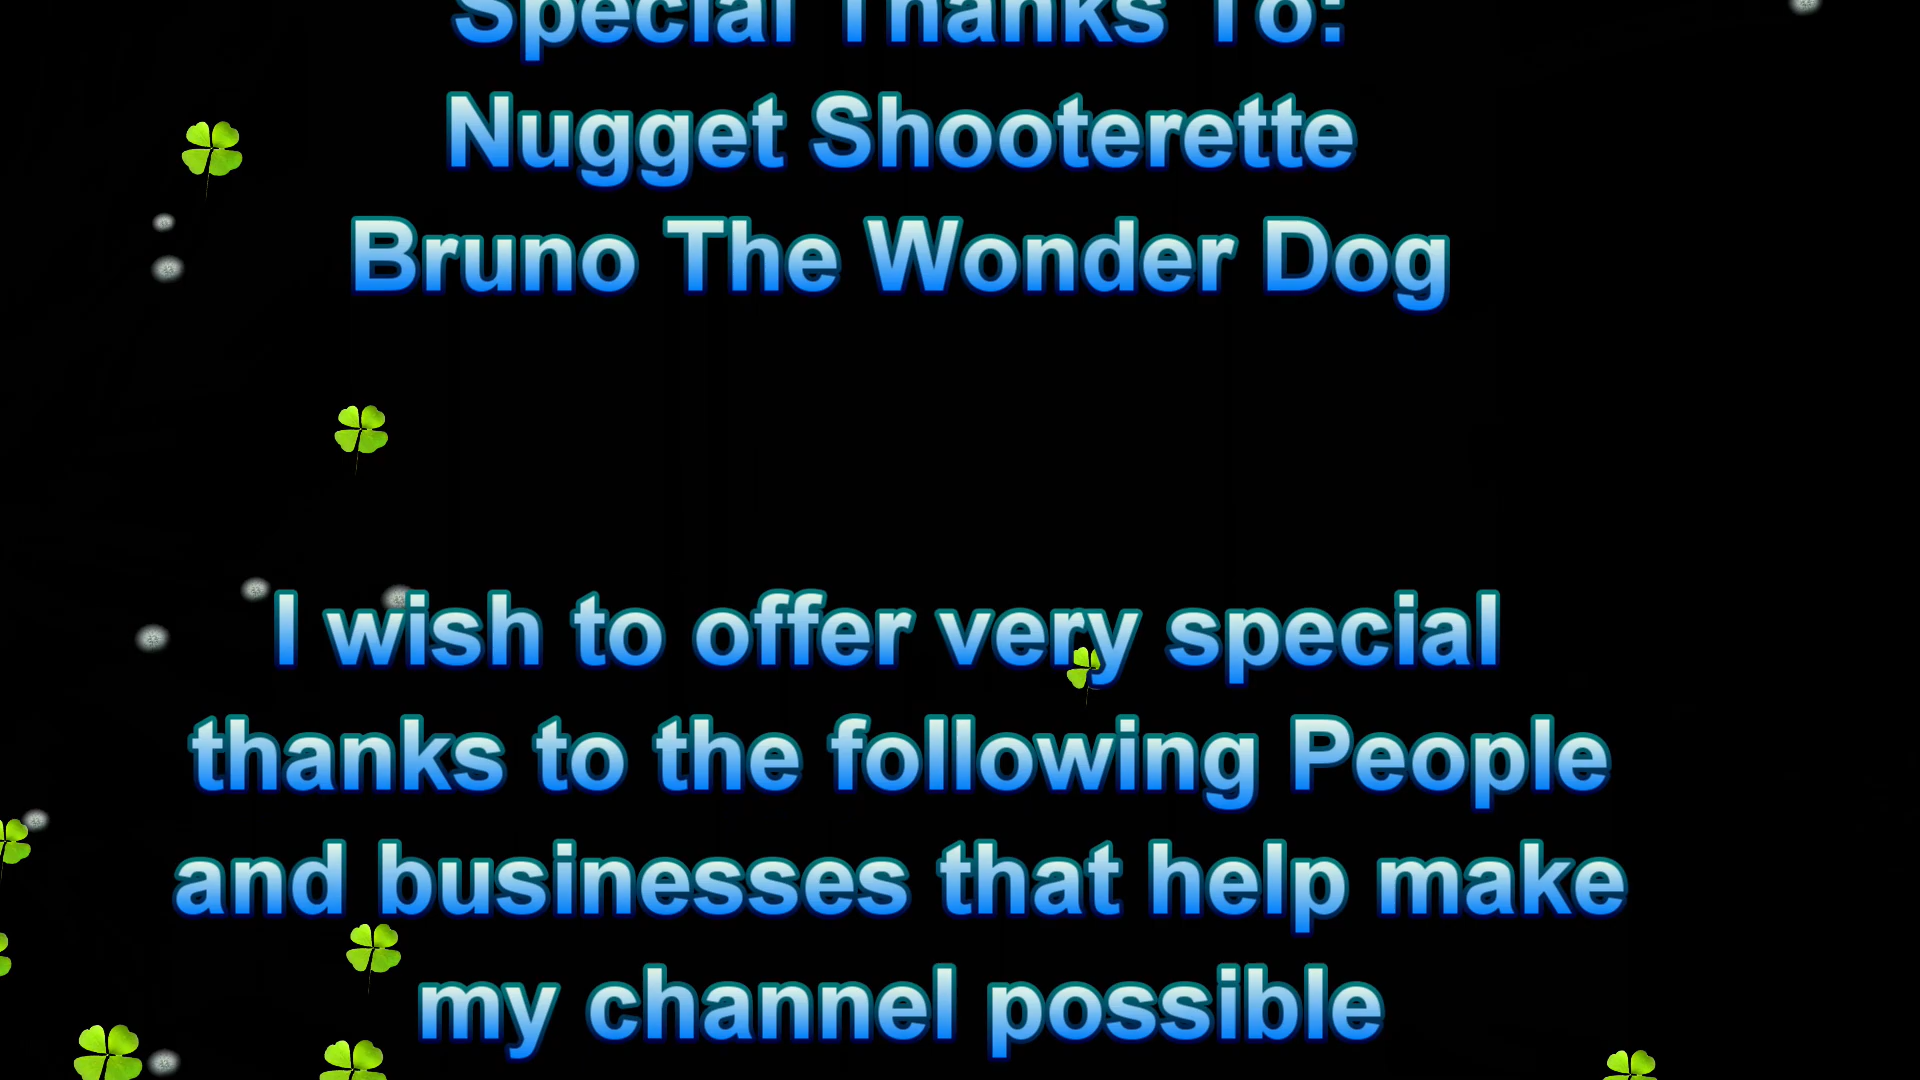 Special Thanks To:
Nugget Shooterette
Bruno The Wonder Dog
I wish to offer very special
thanks to the following People
and businesses that help make
my channel possible